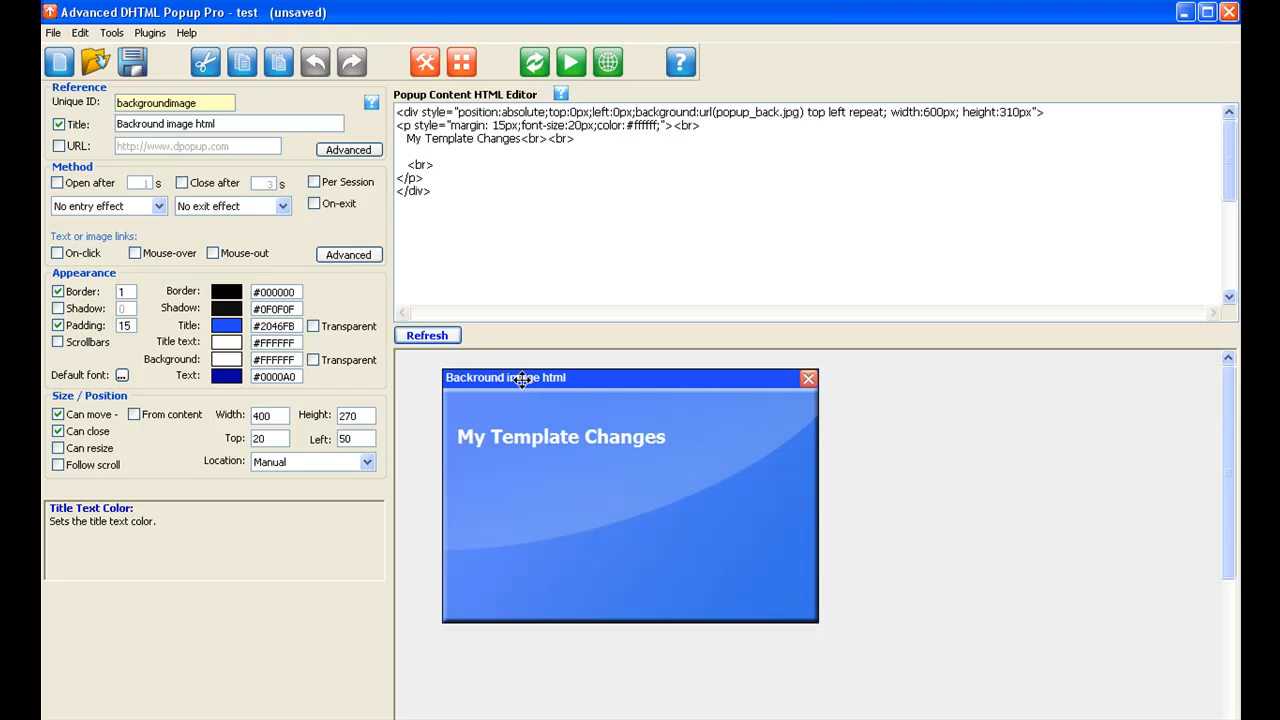 Advanced DHTML Popup Pro - test (unsaved)
File Edit Tools Plugins Help
Reference
Unique ID: backgroundimage
Title: Backround image html
URL: http://www.dpopup.com
Advanced
Method
Open after 1 s Close after 3 s Per Session
No entry effect No exit effect On-exit
Text or image links:
On-click Mouse-over Mouse-out Advanced
Appearance
Border: 1 Border: #000000
Shadow: 0 Shadow: #0F0F0F
Padding: 15 Title: #2046FB Transparent
Scrollbars Title text: #FFFFFF
Background: #FFFFFF Transparent
Default font: ... Text: #0000A0
Size / Position
Can move - From content Width: 400 Height: 270
Can close
Top: 20 Left: 50
Can resize
Follow scroll Location: Manual
Title Text Color:
Sets the title text color.
Popup Content HTML Editor
<div style="position:absolute;top:0px;left:0px;background:url(popup_back.jpg) top left repeat; width:600px; height:310px">
<p style="margin: 15px;font-size:20px;color:#ffffff;"><br>
My Template Changes<br><br>
<br>
</p>
</div>
Refresh
Backround image html
My Template Changes